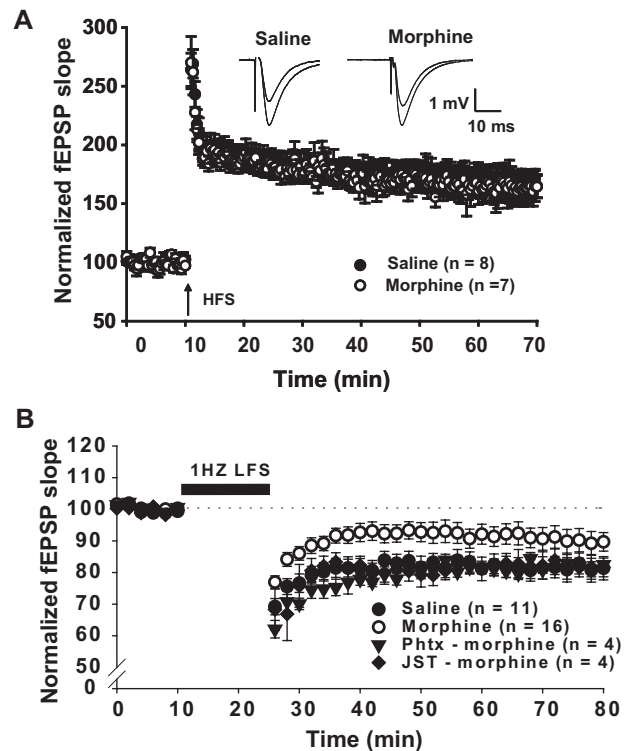 A
Normalized fEPSP slope
300
250
200
150
100
50
Saline
Morphine
1 mV
10 ms
Saline (n = 8)
Morphine (n =7)
HFS
0 10 20 30 40 50 60 70
Time (min)
B
Normalized fEPSP slope
120
110
100
90
80
70
60
50
0
1HZ LFS
Saline (n = 11)
Morphine (n = 16)
Phtx - morphine (n = 4)
JST - morphine (n = 4)
0 10 20 30 40 50 60 70 80
Time (min)